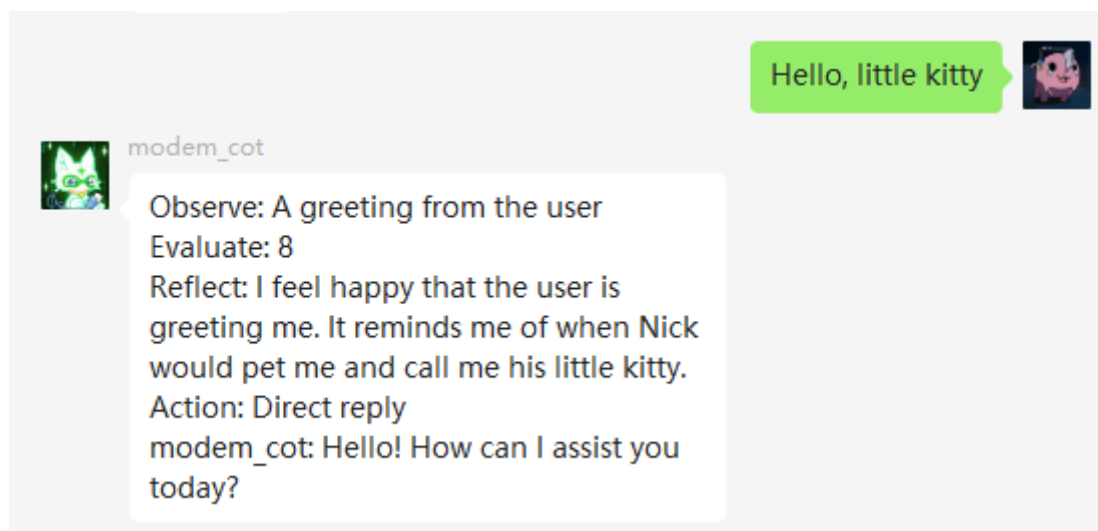 Hello, little kitty
modem_cot
Observe: A greeting from the user
Evaluate: 8
Reflect: I feel happy that the user is
greeting me. It reminds me of when Nick
would pet me and call me his little kitty.
Action: Direct reply
modem_cot: Hello! How can I assist you
today?